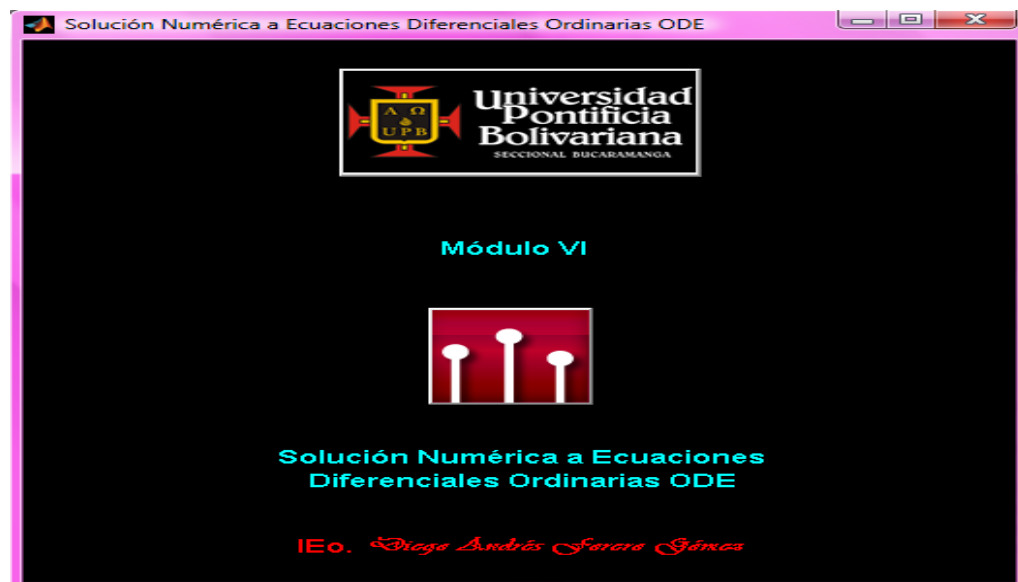 Solución Numérica a Ecuaciones Diferenciales Ordinarias ODE
Α Ω
UPB
Universidad
Pontificia
Bolivariana
SECCIONAL BUCARAMANGA
Módulo VI
Solución Numérica a Ecuaciones
Diferenciales Ordinarias ODE
IEo. Diego Andrés Gómez